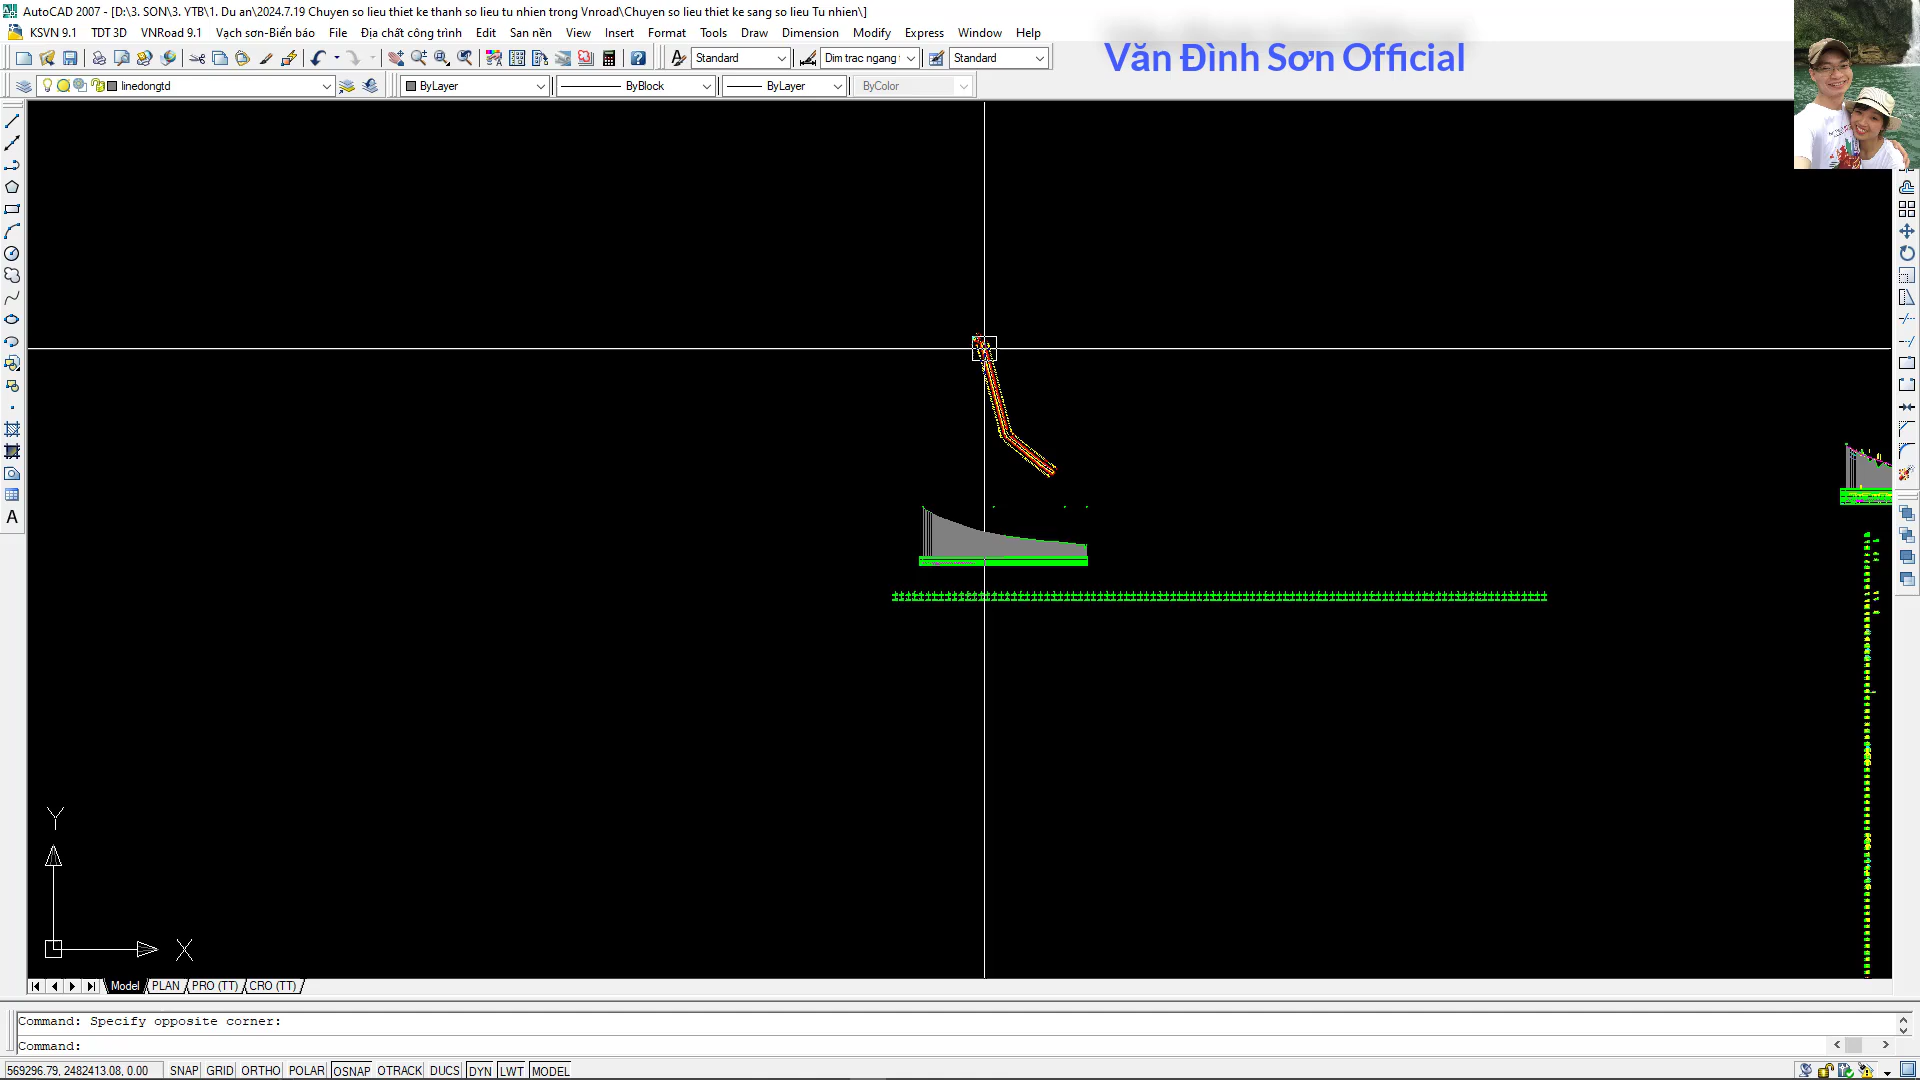 AutoCAD 2007 - [D:\3. SON\3. YTB\1. Du an\2024.7.19 Chuyen so lieu thiet ke thanh so lieu tu nhien trong Vnroad\Chuyen so lieu thiet ke sang so lieu Tu nhien\]
KSVN 9.1 TDT 3D VNRoad 9.1 Vạch sơn-Biển báo File Địa chất công trình Edit San nền View Insert Format Tools Draw Dimension Modify Express Window Help
Standard Dim trac ngang Standard
Văn Đình Sơn Official
linedongtd ByLayer ByBlock ByLayer ByColor
Y
X
Model PLAN PRO (TT) CRO (TT)
Command: Specify opposite corner:
Command:
569296.79, 2482413.08, 0.00 SNAP GRID ORTHO POLAR OSNAP OTRACK DUCS DYN LWT MODEL